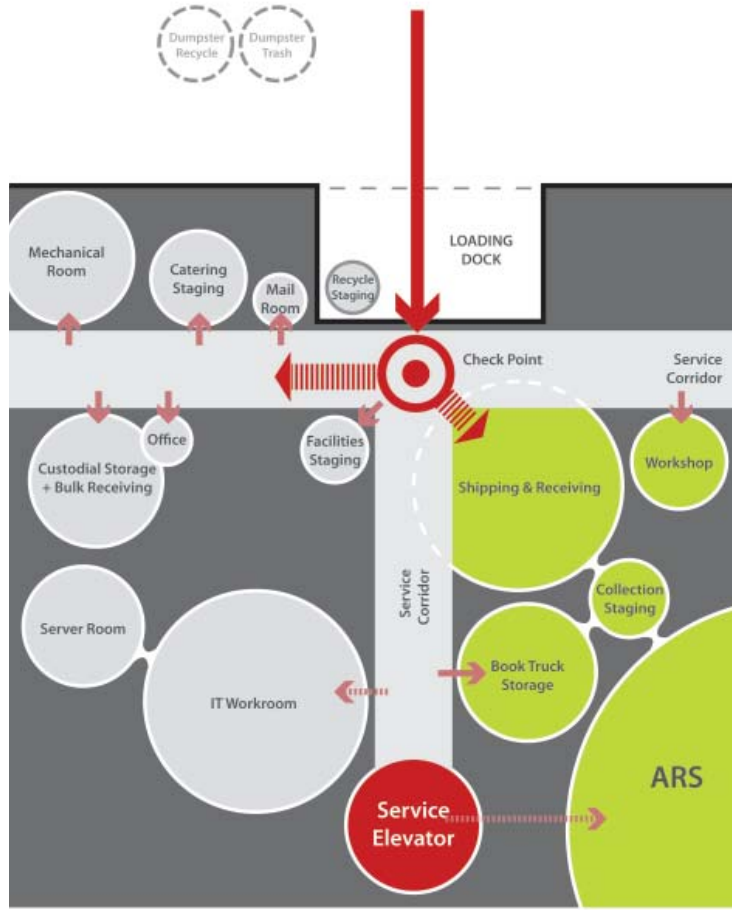 Dumpster
Recycle
Dumpster
Trash
Mechanical
Room
Catering
Staging
Mail
Room
Recycle
Staging
LOADING
DOCK
Check Point
Service
Corridor
Custodial Storage
+ Bulk Receiving
Office
Facilities
Staging
Shipping & Receiving
Workshop
Service
Corridor
Collection
Staging
Server Room
IT Workroom
Book Truck
Storage
ARS
Service
Elevator